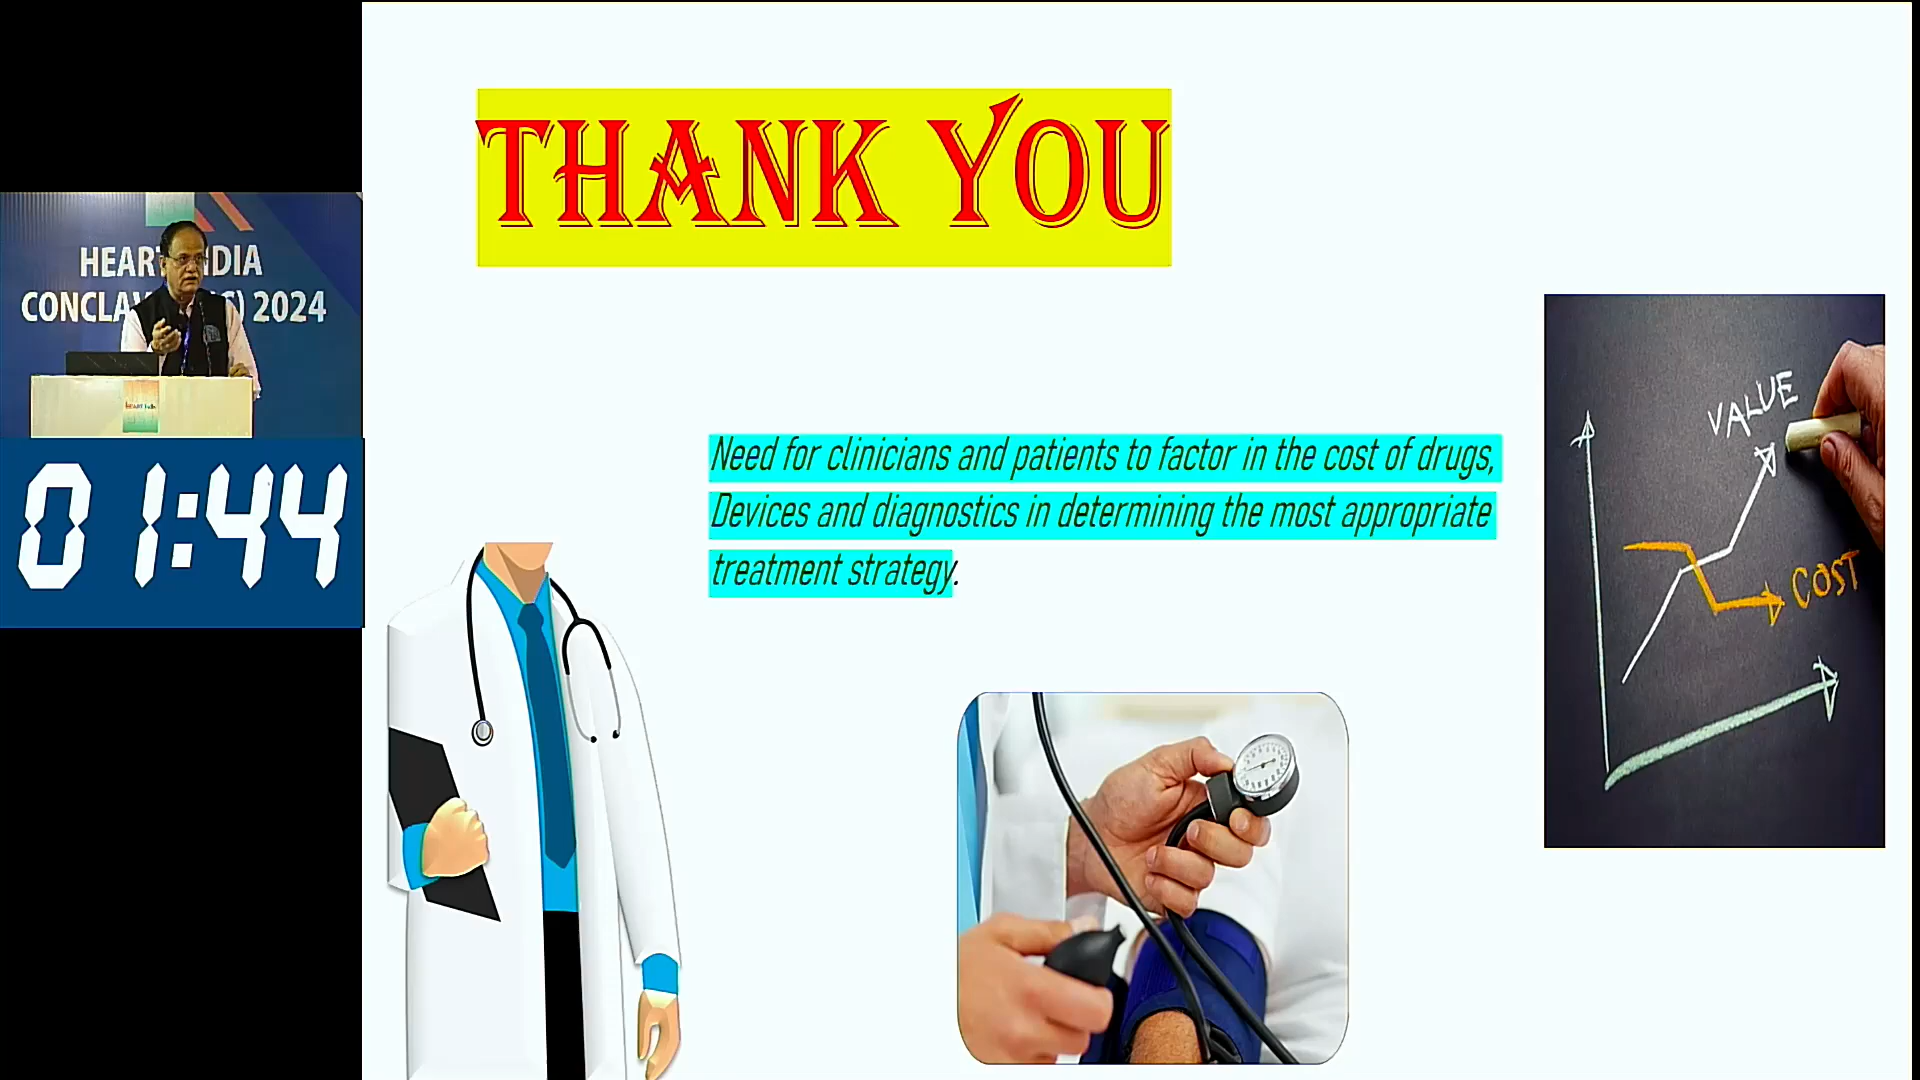 THANK YOU
HEART INDIA
CONCLAVE 2024
01:44
Need for clinicians and patients to factor in the cost of drugs,
Devices and diagnostics in determining the most appropriate
treatment strategy.
VALUE
COST